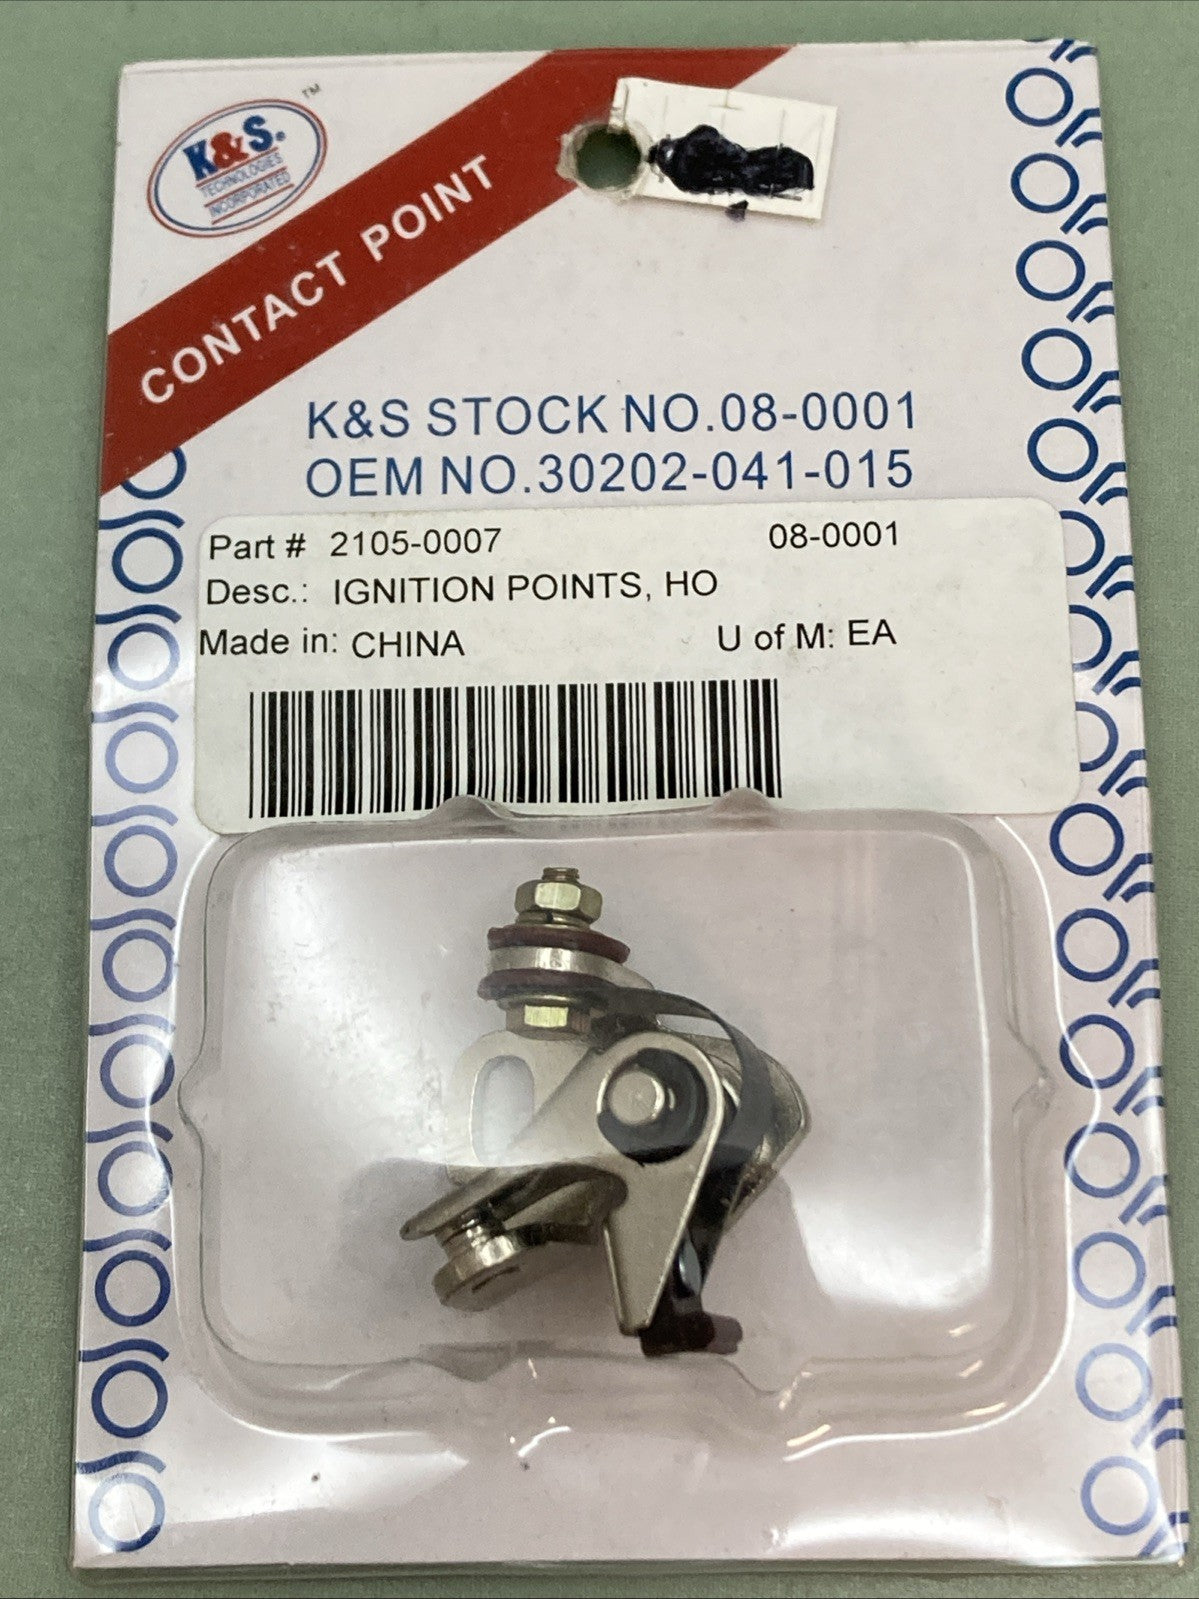 K&S.
TM
TECHNOLOGIES
INCORPORATED
CONTACT POINT
K&S STOCK NO.08-0001
OEM NO.30202-041-015
Part # 2105-0007 08-0001
Desc.: IGNITION POINTS, HO
Made in: CHINA U of M: EA